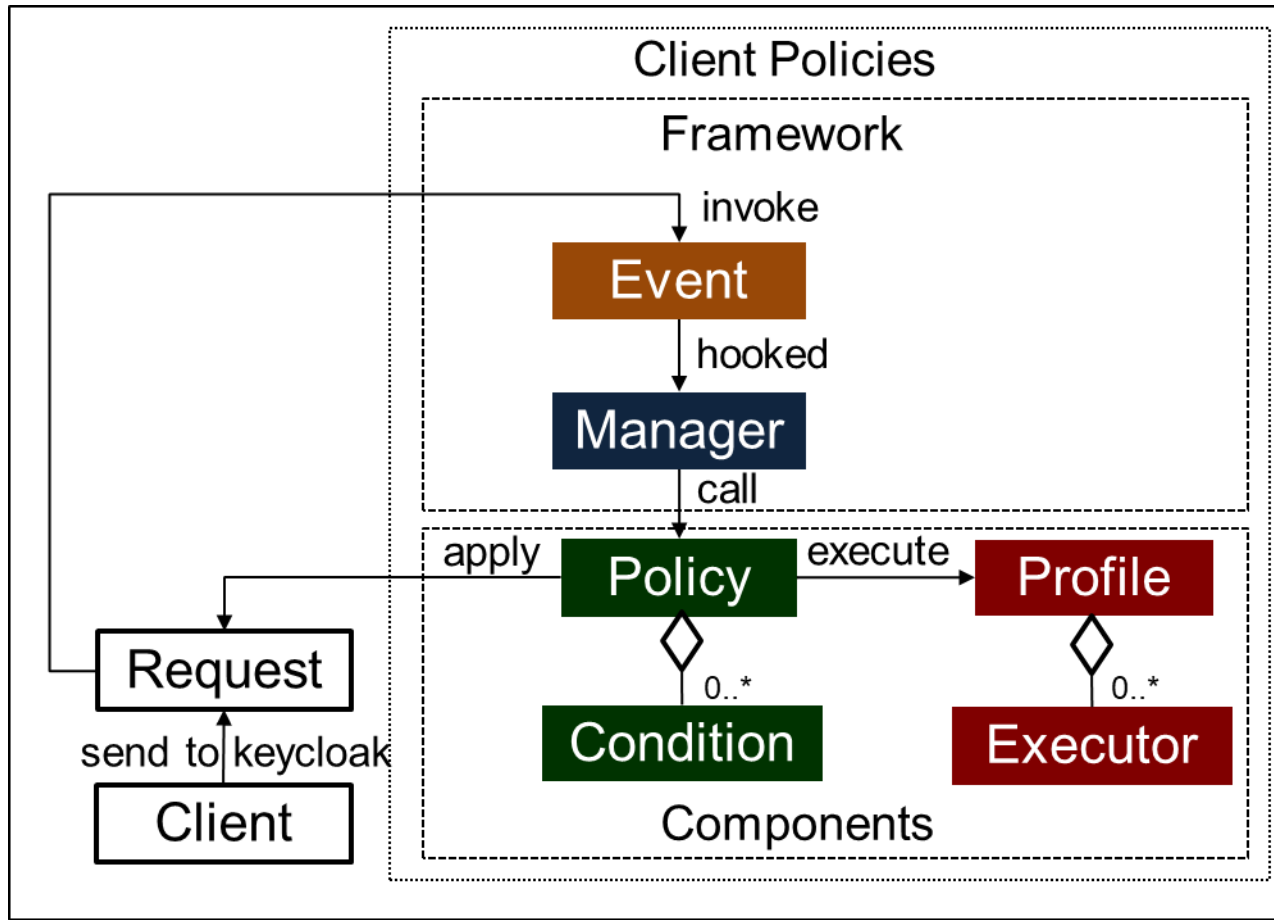 Client Policies
Framework
invoke
Event
hooked
Manager
call
apply
Policy
execute
Profile
Request
0..*
0..*
Condition
Executor
send to keycloak
Client
Components